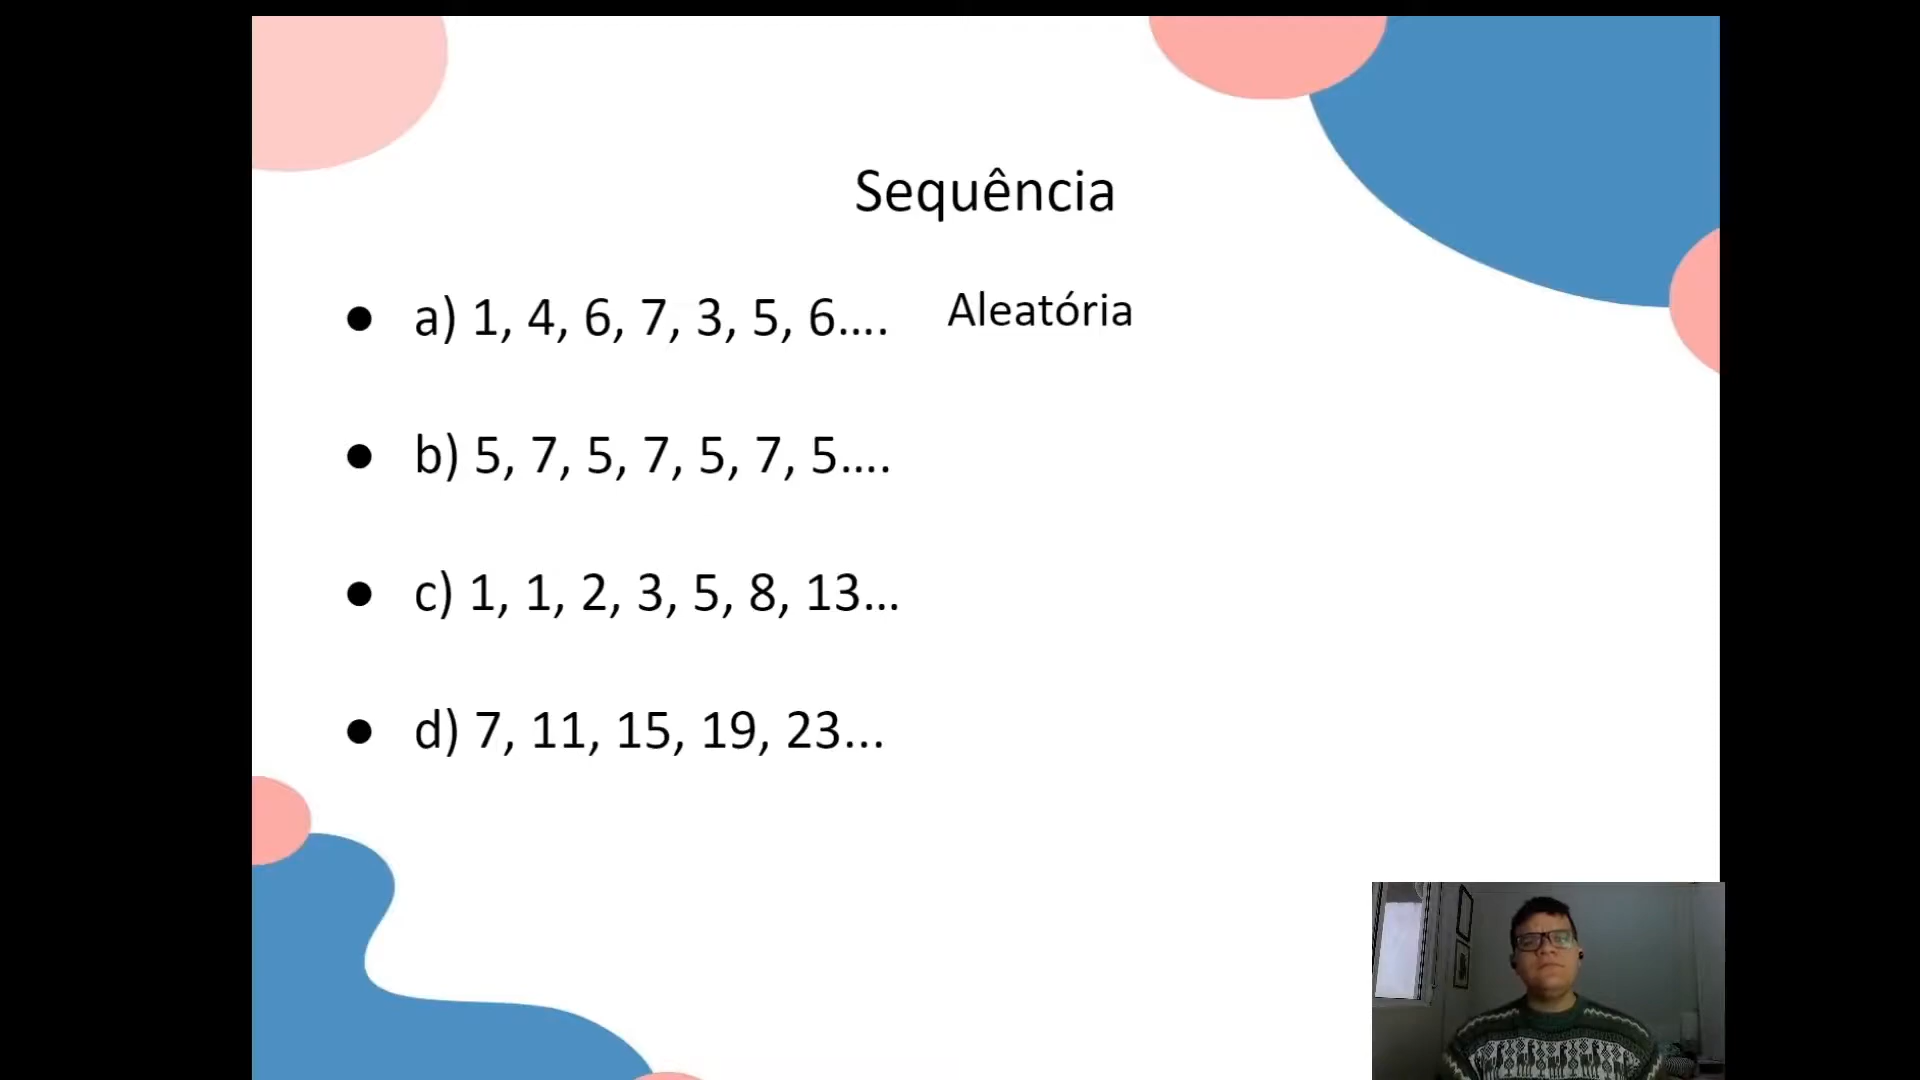 Sequência
● a) 1, 4, 6, 7, 3, 5, 6.... Aleatória
● b) 5, 7, 5, 7, 5, 7, 5....
● c) 1, 1, 2, 3, 5, 8, 13...
● d) 7, 11, 15, 19, 23...